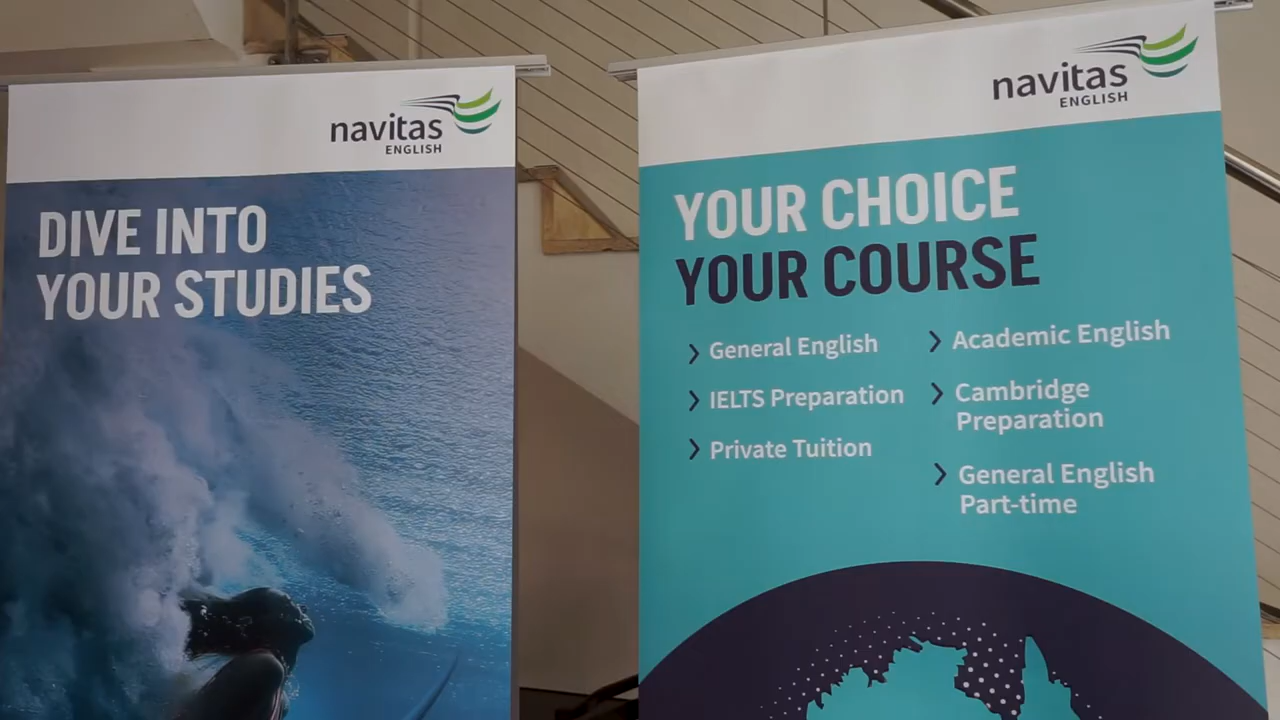 navitas
ENGLISH
DIVE INTO
YOUR STUDIES
navitas
ENGLISH
YOUR CHOICE
YOUR COURSE
General English
IELTS Preparation
Private Tuition
Academic English
Cambridge
Preparation
General English
Part-time